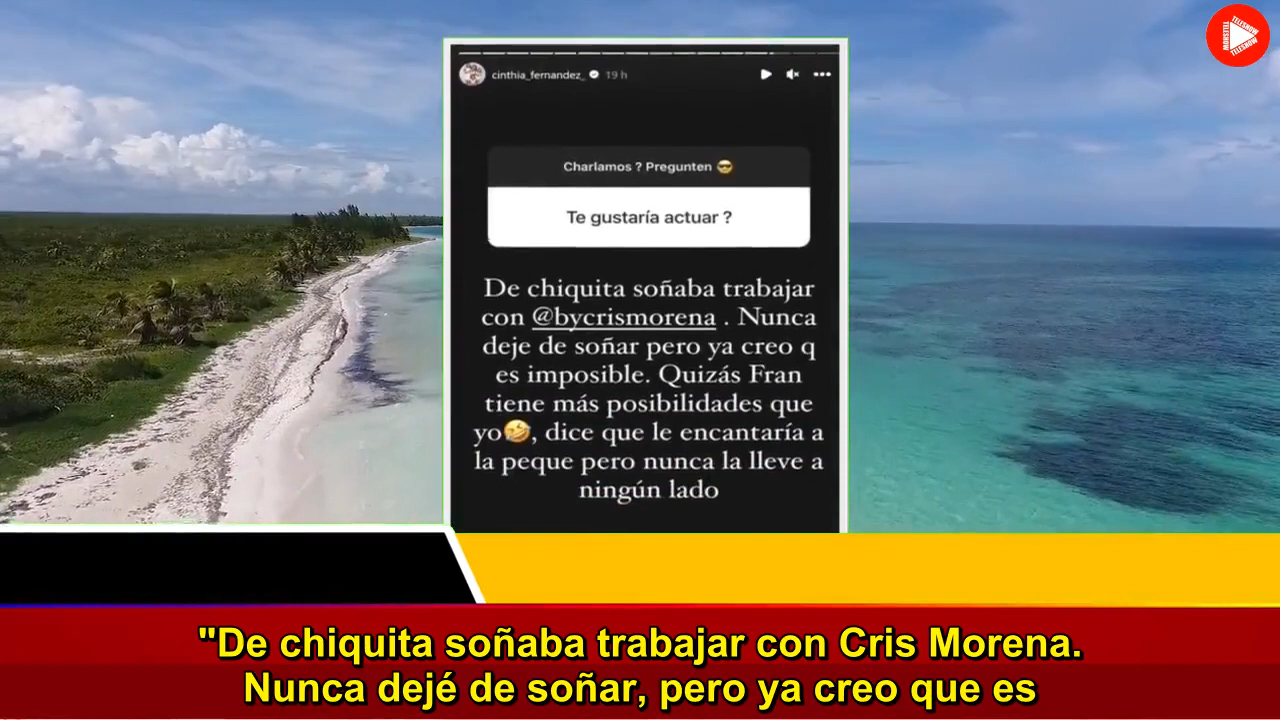 cinthia_fernandez_ 19 h
Charlamos ? Pregunten 😎
Te gustaría actuar ?
De chiquita soñaba trabajar
con @bycrismorena . Nunca
deje de soñar pero ya creo q
es imposible. Quizás Fran
tiene más posibilidades que
yo🤣, dice que le encantaría a
la peque pero nunca la lleve a
ningún lado
"De chiquita soñaba trabajar con Cris Morena.
Nunca dejé de soñar, pero ya creo que es
TELESHOW
MONSTER
TELESHOW